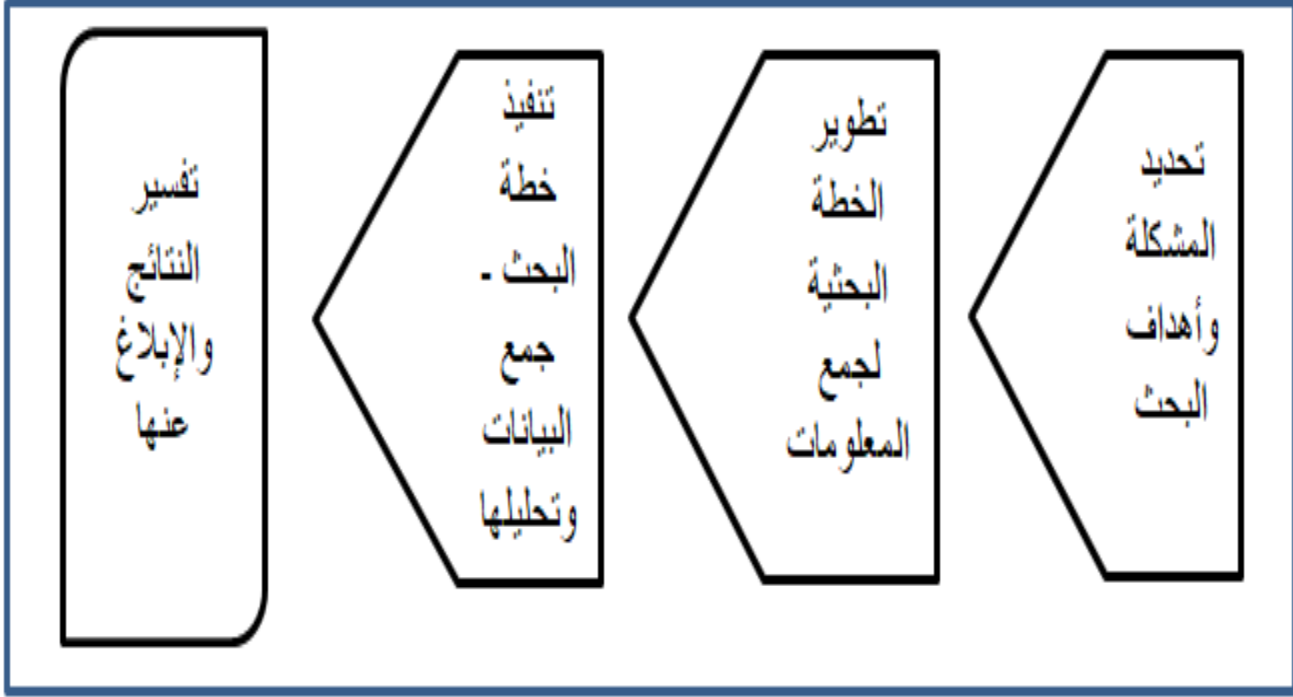 تحديد
المشكلة
وأهداف
البحث
تطوير
الخطة
البحثية
لجمع
المعلومات
تنفيذ
خطة
البحث -
جمع
البيانات
وتحليلها
تفسير
النتائج
والإبلاغ
عنها